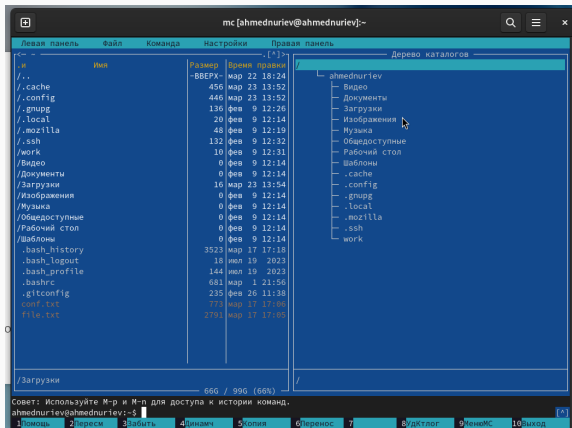 mc [ahmednuriev@ahmednuriev]:~
Левая панель Файл Команда Настройки Правая панель
<- ~ .[^]>
.и Имя Размер Время правки
/.. -ВВЕРХ- мар 22 18:24
/.cache 456 мар 23 13:52
/.config 446 мар 23 13:52
/.gnupg 136 фев 9 12:26
/.local 20 фев 9 12:14
/.mozilla 48 фев 9 12:19
/.ssh 132 фев 9 12:32
/work 10 фев 9 12:31
/Видео 0 фев 9 12:14
/Документы 0 фев 9 12:14
/Загрузки 16 мар 23 13:54
/Изображения 0 фев 9 12:14
/Музыка 0 фев 9 12:14
/Общедоступные 0 фев 9 12:14
/Рабочий стол 0 фев 9 12:14
/Шаблоны 0 фев 9 12:14
.bash_history 3523 мар 17 17:18
.bash_logout 18 июл 19 2023
.bash_profile 144 июл 19 2023
.bashrc 681 мар 1 21:56
.gitconfig 235 фев 26 11:38
conf.txt 773 мар 17 17:06
file.txt 2791 мар 17 17:05
/Загрузки
66G / 99G (66%)
Дерево каталогов
/
ahmednuriev
Видео
Документы
Загрузки
Изображения
Музыка
Общедоступные
Рабочий стол
Шаблоны
.cache
.config
.gnupg
.local
.mozilla
.ssh
work
/
Совет: Используйте M-p и M-n для доступа к истории команд.
ahmednuriev@ahmednuriev:~$ [^]
1Помощь 2Пересм 3Забыть 4Динамч 5Копия 6Перенос 7 8УдКтлог 9МенюMC 10Выход